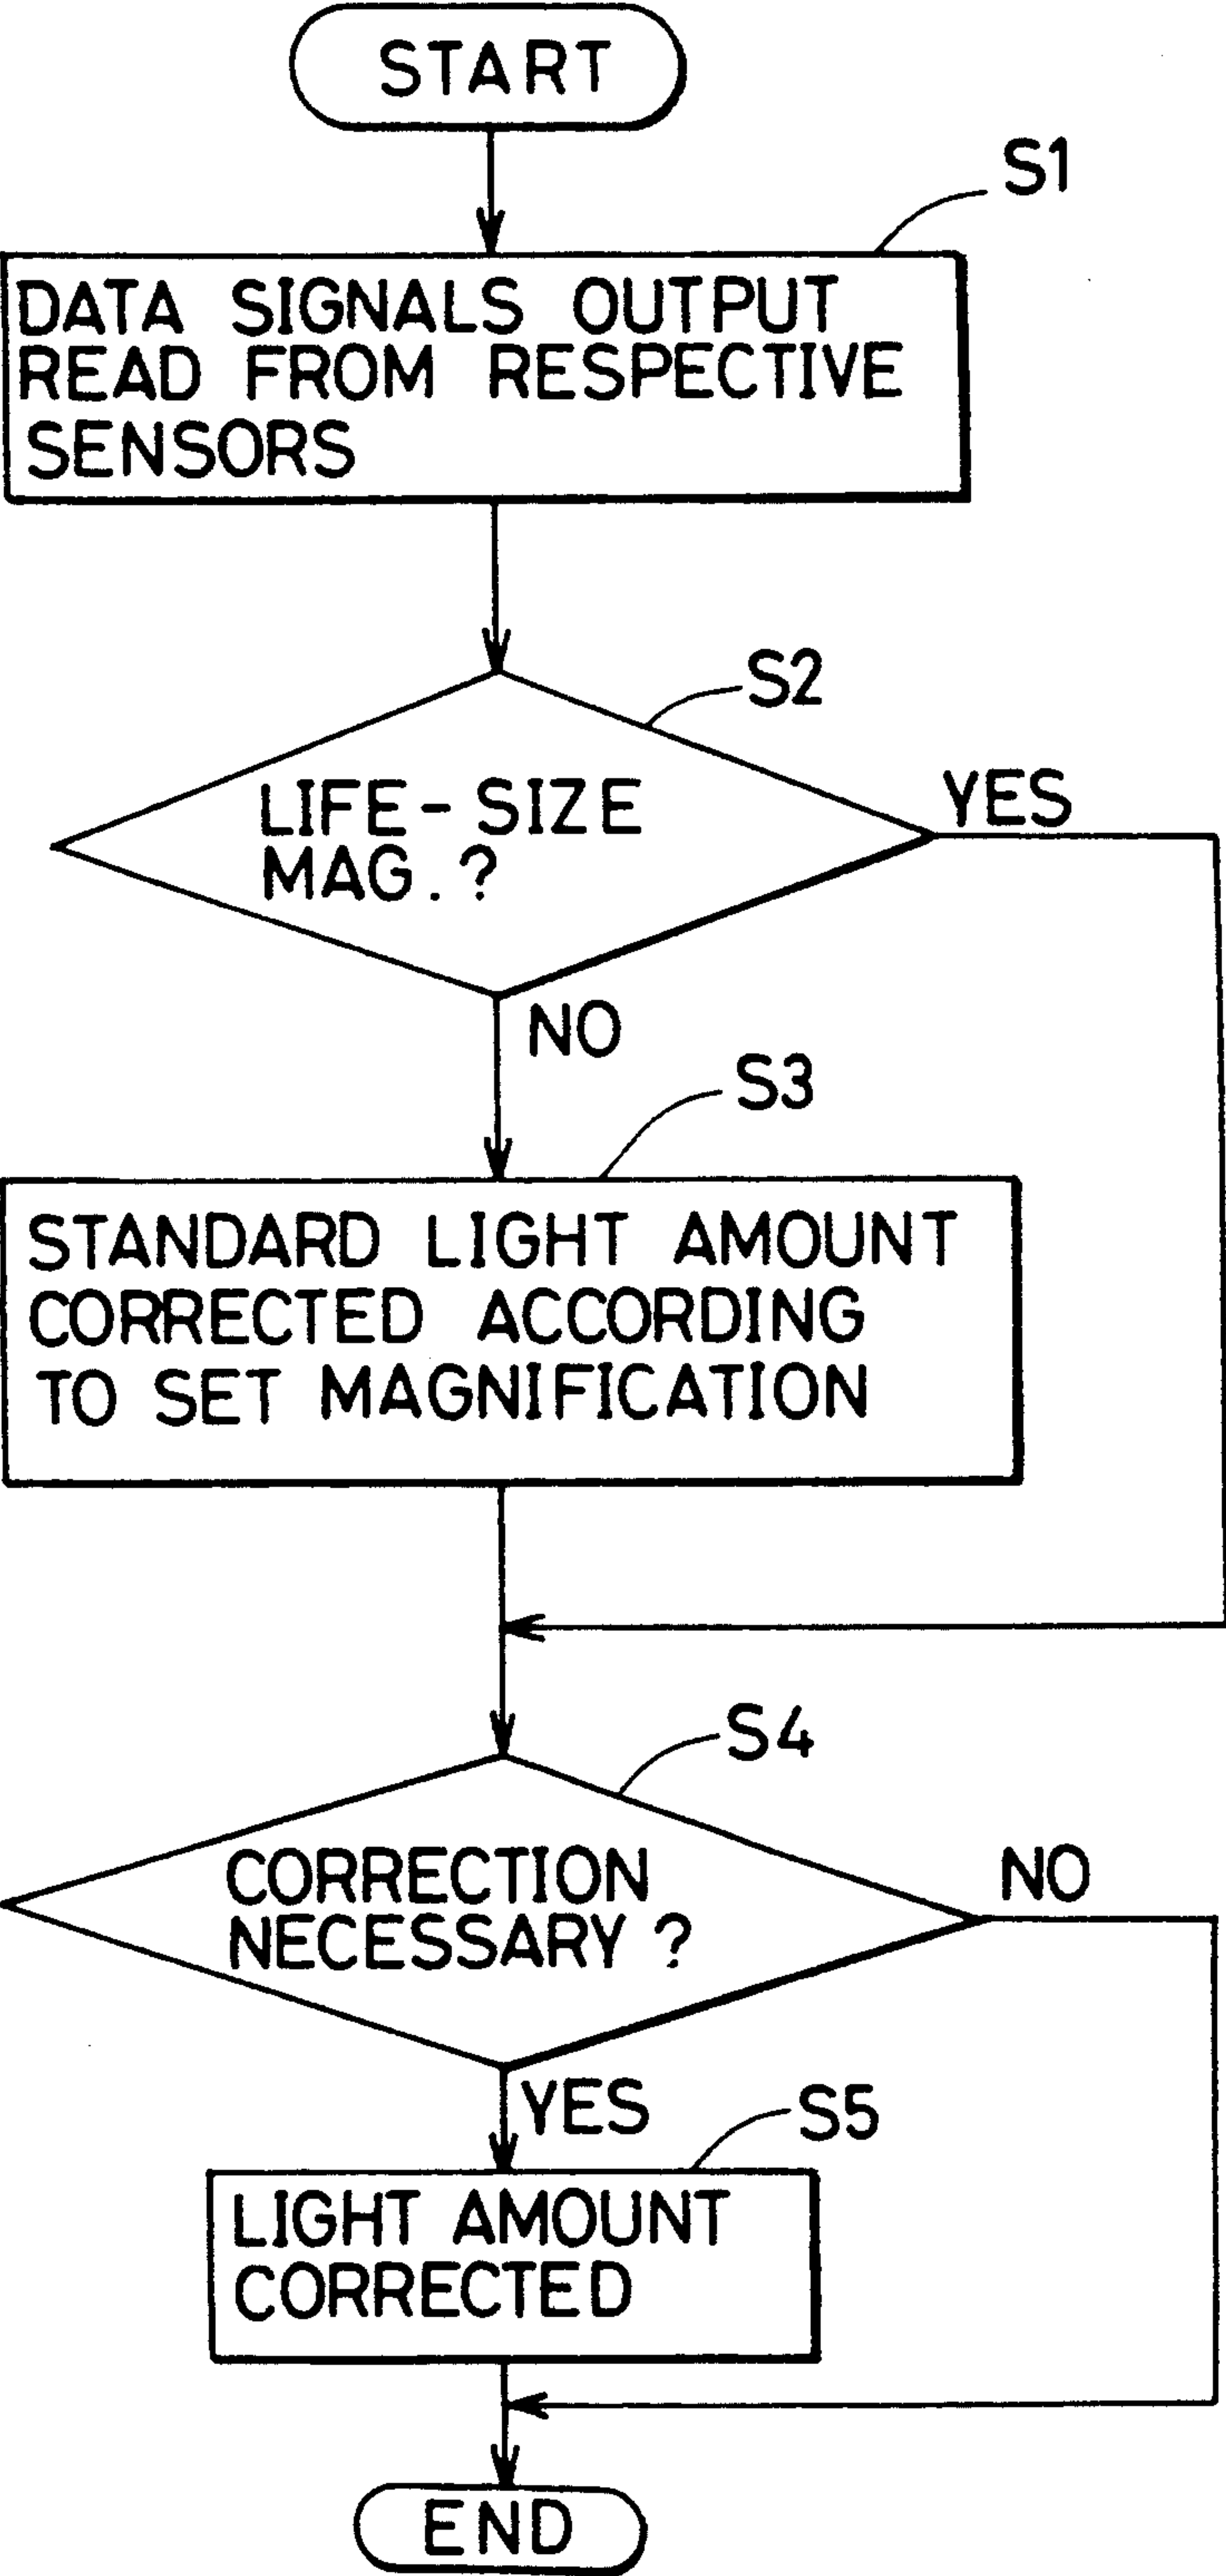 START
S1
DATA SIGNALS OUTPUT
READ FROM RESPECTIVE
SENSORS
S2
LIFE-SIZE
MAG.?
YES
NO
S3
STANDARD LIGHT AMOUNT
CORRECTED ACCORDING
TO SET MAGNIFICATION
S4
CORRECTION
NECESSARY?
NO
YES
S5
LIGHT AMOUNT
CORRECTED
END